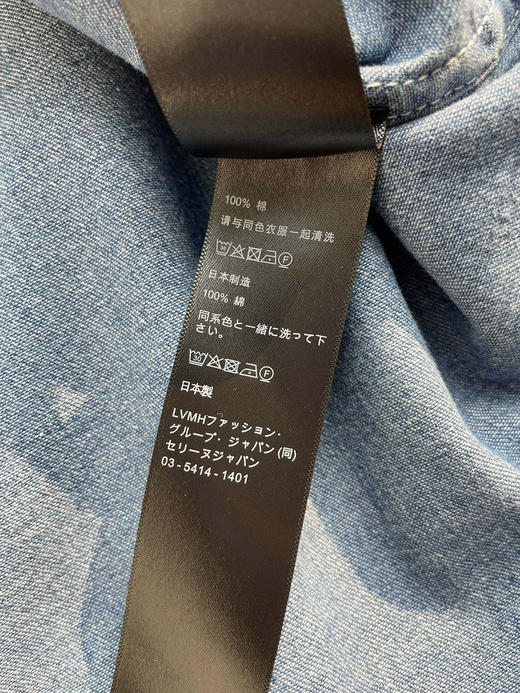 100% 棉
请与同色衣服一起清洗
日本制造
100% 綿
同系色と一緒に洗って下
さい。
30
日本製
LVMHファッション・
グループ・ジャパン(同)
セリーヌジャパン
03-5414-1401